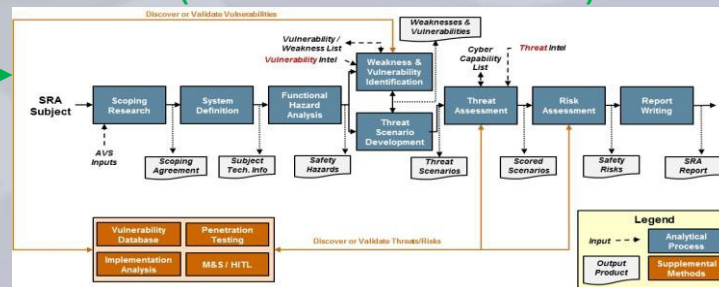 Discover or Validate Vulnerabilities
Weaknesses &
Vulnerabilities
Vulnerability /
Weakness List
Vulnerability Intel
Weakness &
Vulnerability
Identification
Cyber
Capability
List
Threat Intel
SRA
Subject
Scoping
Research
System
Definition
Functional
Hazard
Analysis
Threat
Scenario
Development
Threat
Assessment
Risk
Assessment
Report
Writing
AVS
Inputs
Scoping
Agreement
Subject
Tech. Info
Safety
Hazards
Threat
Scenarios
Scored
Scenarios
Safety
Risks
SRA
Report
Vulnerability
Database
Penetration
Testing
Implementation
Analysis
M&S / HITL
Discover or Validate Threats/Risks
Legend
Input
Analytical
Process
Output
Product
Supplemental
Methods